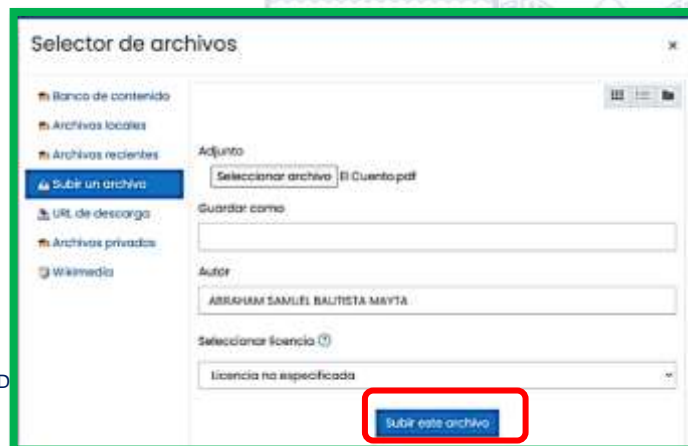 Selector de archivos ×
Banco de contenido
Archivos locales
Archivos recientes
Subir un archivo
URL de descarga
Archivos privados
Wikimedia
Adjunto
Seleccionar archivo El Cuento.pdf
Guardar como
Autor
ABRAHAM SAMUEL BAUTISTA MAYTA
Seleccionar licencia
Licencia no especificada
Subir este archivo
D